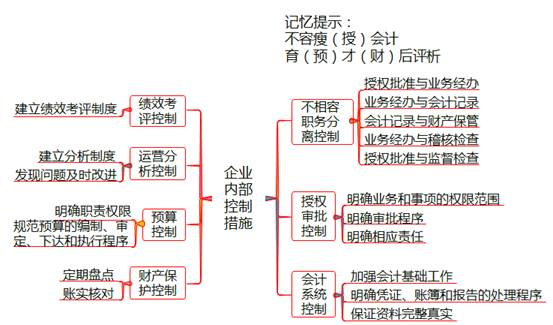 记忆提示：
不容瘦（授）会计
育（预）才（财）后评析
企业
内部
控制
措施
不相容
职务分
离控制
授权批准与业务经办
业务经办与会计记录
会计记录与财产保管
业务经办与稽核检查
授权批准与监督检查
授权
审批
控制
明确业务和事项的权限范围
明确审批程序
明确相应责任
会计
系统
控制
加强会计基础工作
明确凭证、账簿和报告的处理程序
保证资料完整真实
绩效考
评控制
建立绩效考评制度
运营分
析控制
建立分析制度
发现问题及时改进
预算
控制
明确职责权限
规范预算的编制、审
定、下达和执行程序
财产保
护控制
定期盘点
账实核对